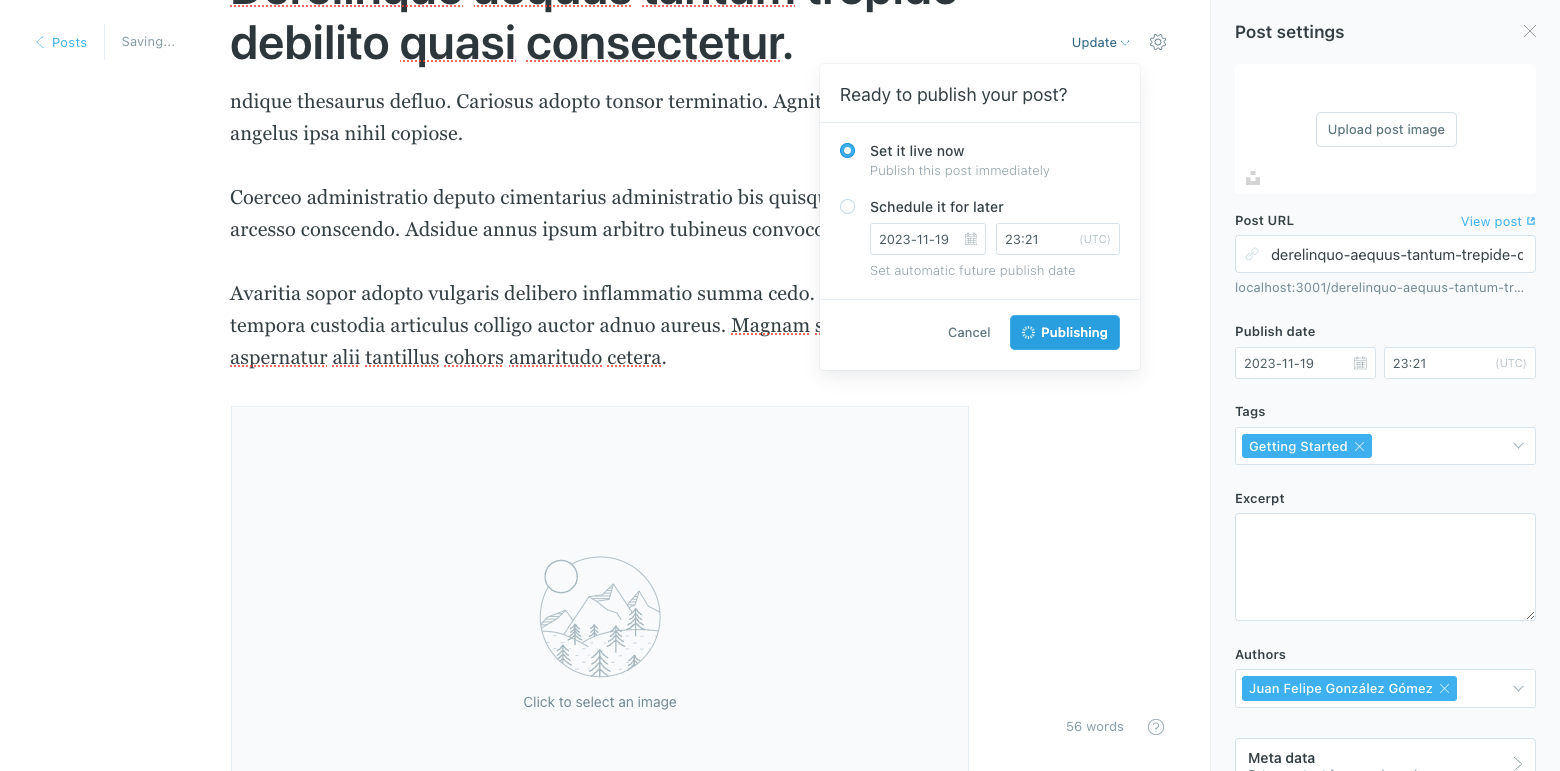 Posts
Saving...
Derelinquo aequus tantum trepide
debilito quasi consectetur.
ndique thesaurus defluo. Cariosus adopto tonsor terminatio. Agnit
angelus ipsa nihil copiose.
Coerceo administratio deputo cimentarius administratio bis quisqu
arcesso conscendo. Adsidue annus ipsum arbitro tubineus convoco
Avaritia sopor adopto vulgaris delibero inflammatio summa cedo.
tempora custodia articulus colligo auctor adnuo aureus. Magnam s
aspernatur alii tantillus cohors amaritudo cetera.
Click to select an image
56 words
Update
Ready to publish your post?
Set it live now
Publish this post immediately
Schedule it for later
2023-11-19
23:21 (UTC)
Set automatic future publish date
Cancel
Publishing
Post settings
Upload post image
Post URL
View post
derelinquo-aequus-tantum-trepide-c
localhost:3001/derelinquo-aequus-tantum-tr...
Publish date
2023-11-19
23:21 (UTC)
Tags
Getting Started
Excerpt
Authors
Juan Felipe González Gómez
Meta data